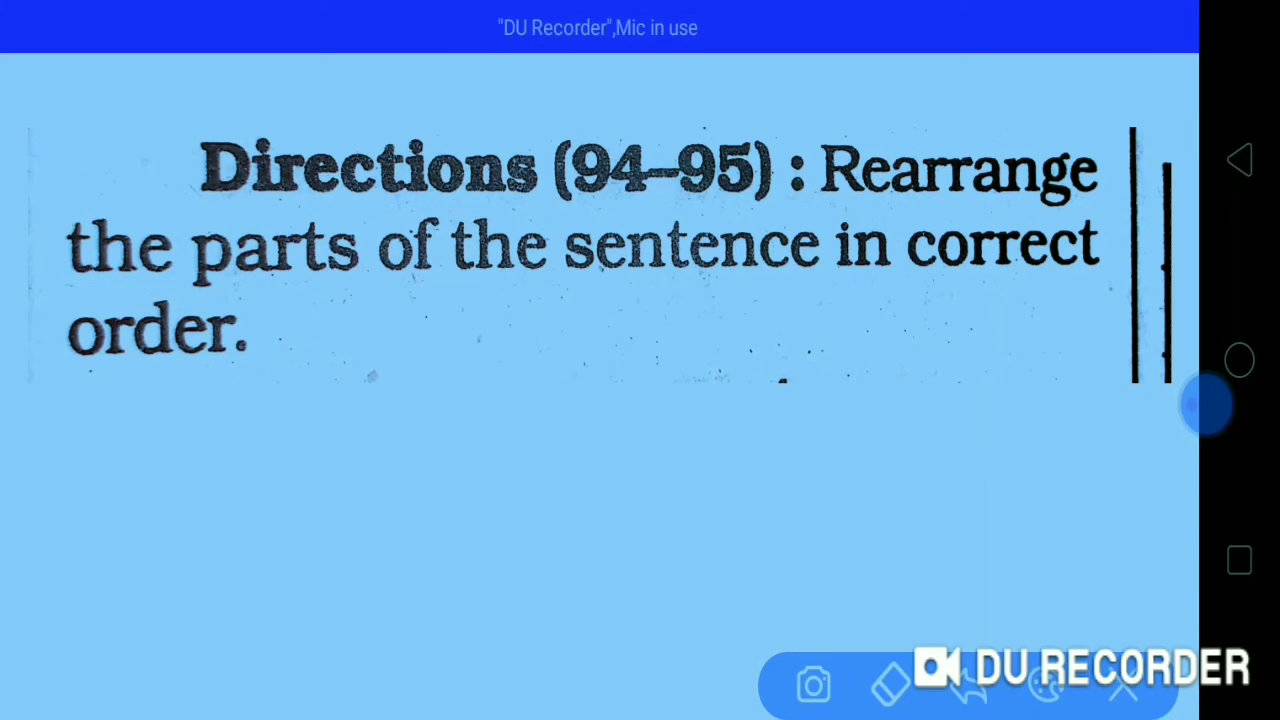 "DU Recorder",Mic in use
Directions (94–95) : Rearrange
the parts of the sentence in correct
order.
DU RECORDER